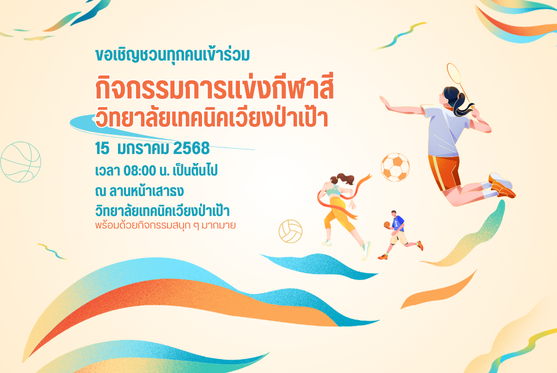 ขอเชิญชวนทุกคนเข้าร่วม
กิจกรรมการแข่งกีฬาสี
วิทยาลัยเทคนิคเวียงป่าเป้า
15 มกราคม 2568
เวลา 08:00 น. เป็นต้นไป
ณ ลานหน้าเสาธง
วิทยาลัยเทคนิคเวียงป่าเป้า
พร้อมด้วยกิจกรรมสนุก ๆ มากมาย